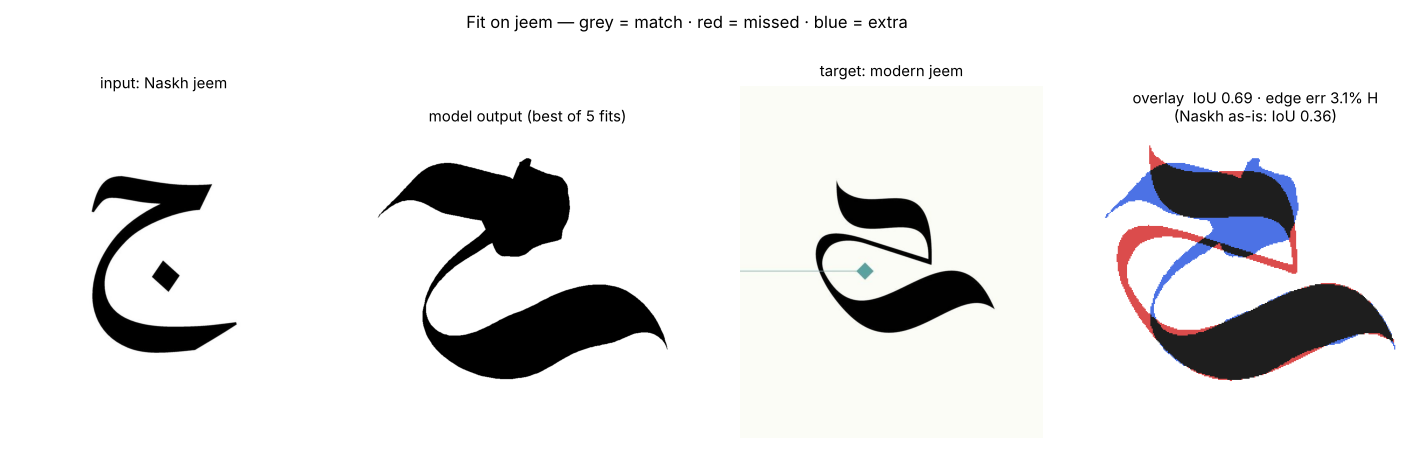 Fit on jeem — grey = match · red = missed · blue = extra
input: Naskh jeem
model output (best of 5 fits)
target: modern jeem
overlay  IoU 0.69 · edge err 3.1% H
(Naskh as-is: IoU 0.36)
ج